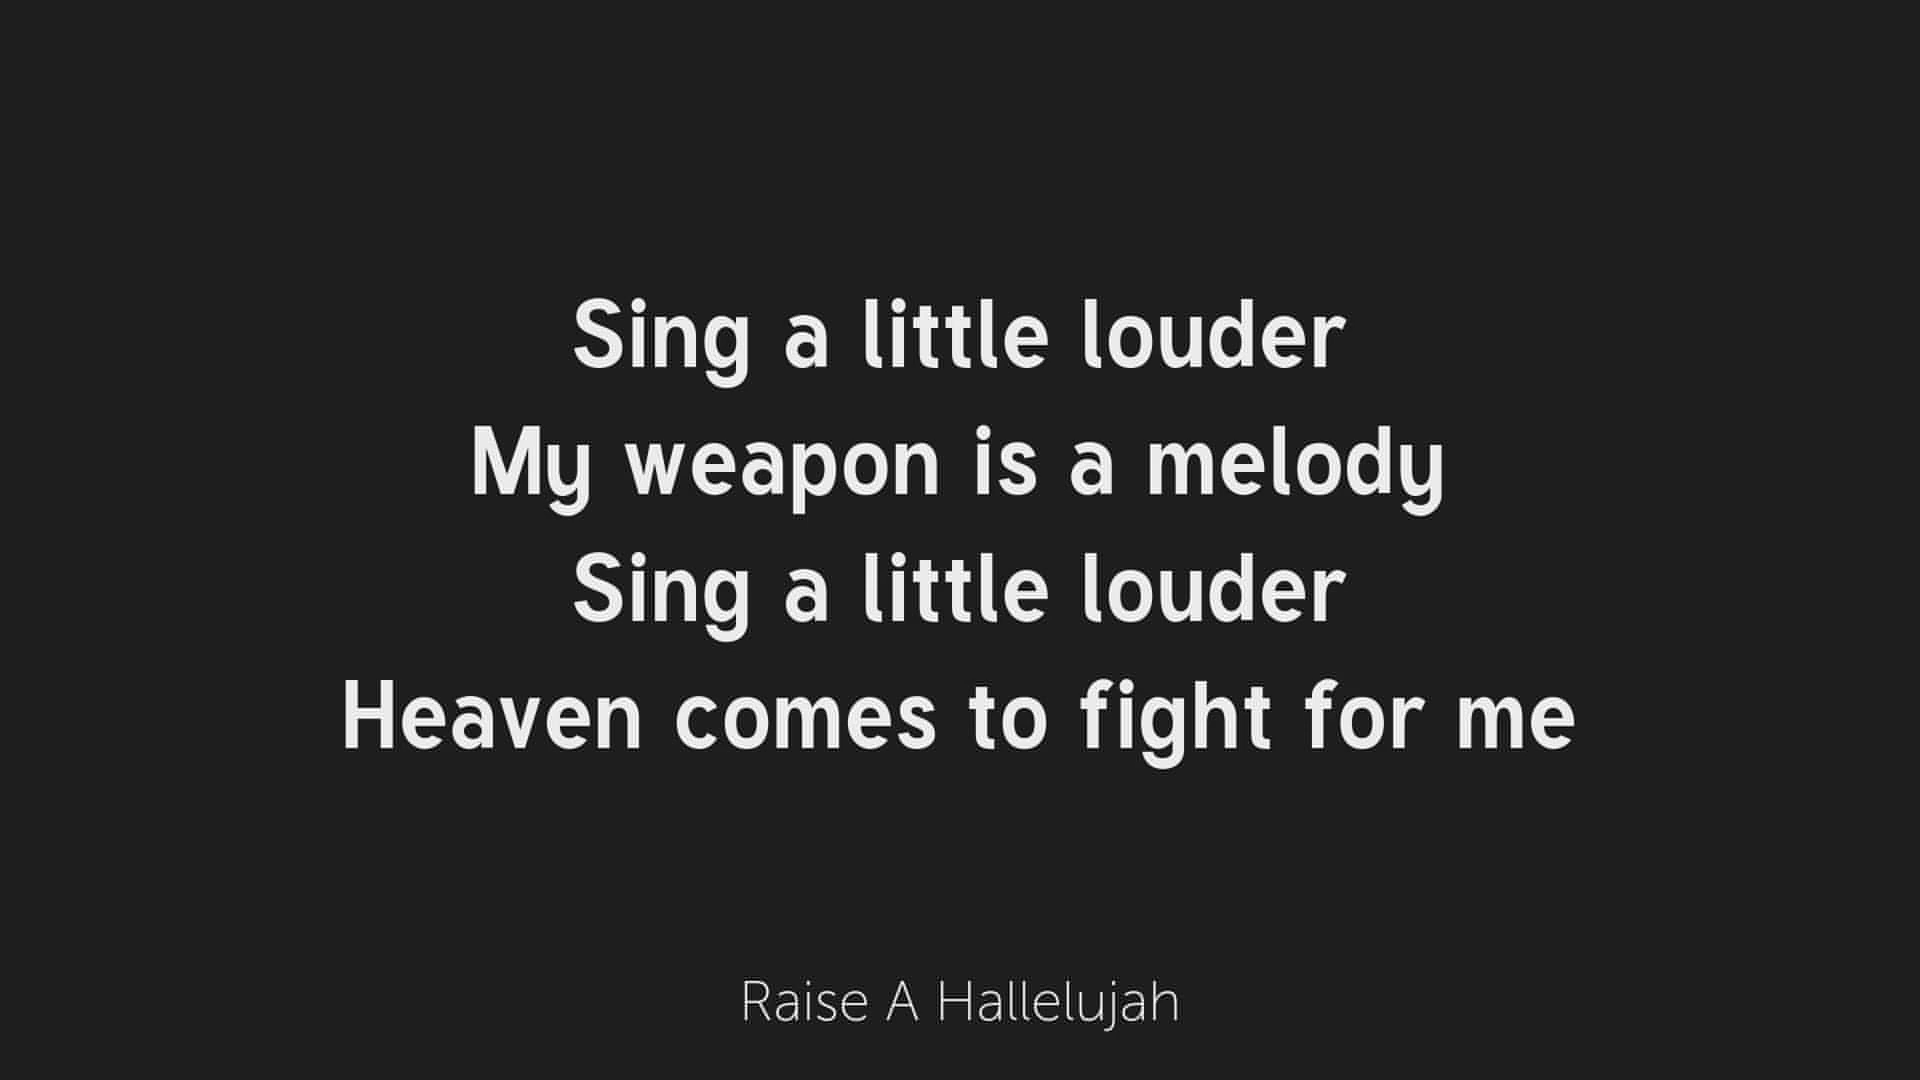 Sing a little louder
My weapon is a melody
Sing a little louder
Heaven comes to fight for me
Raise A Hallelujah